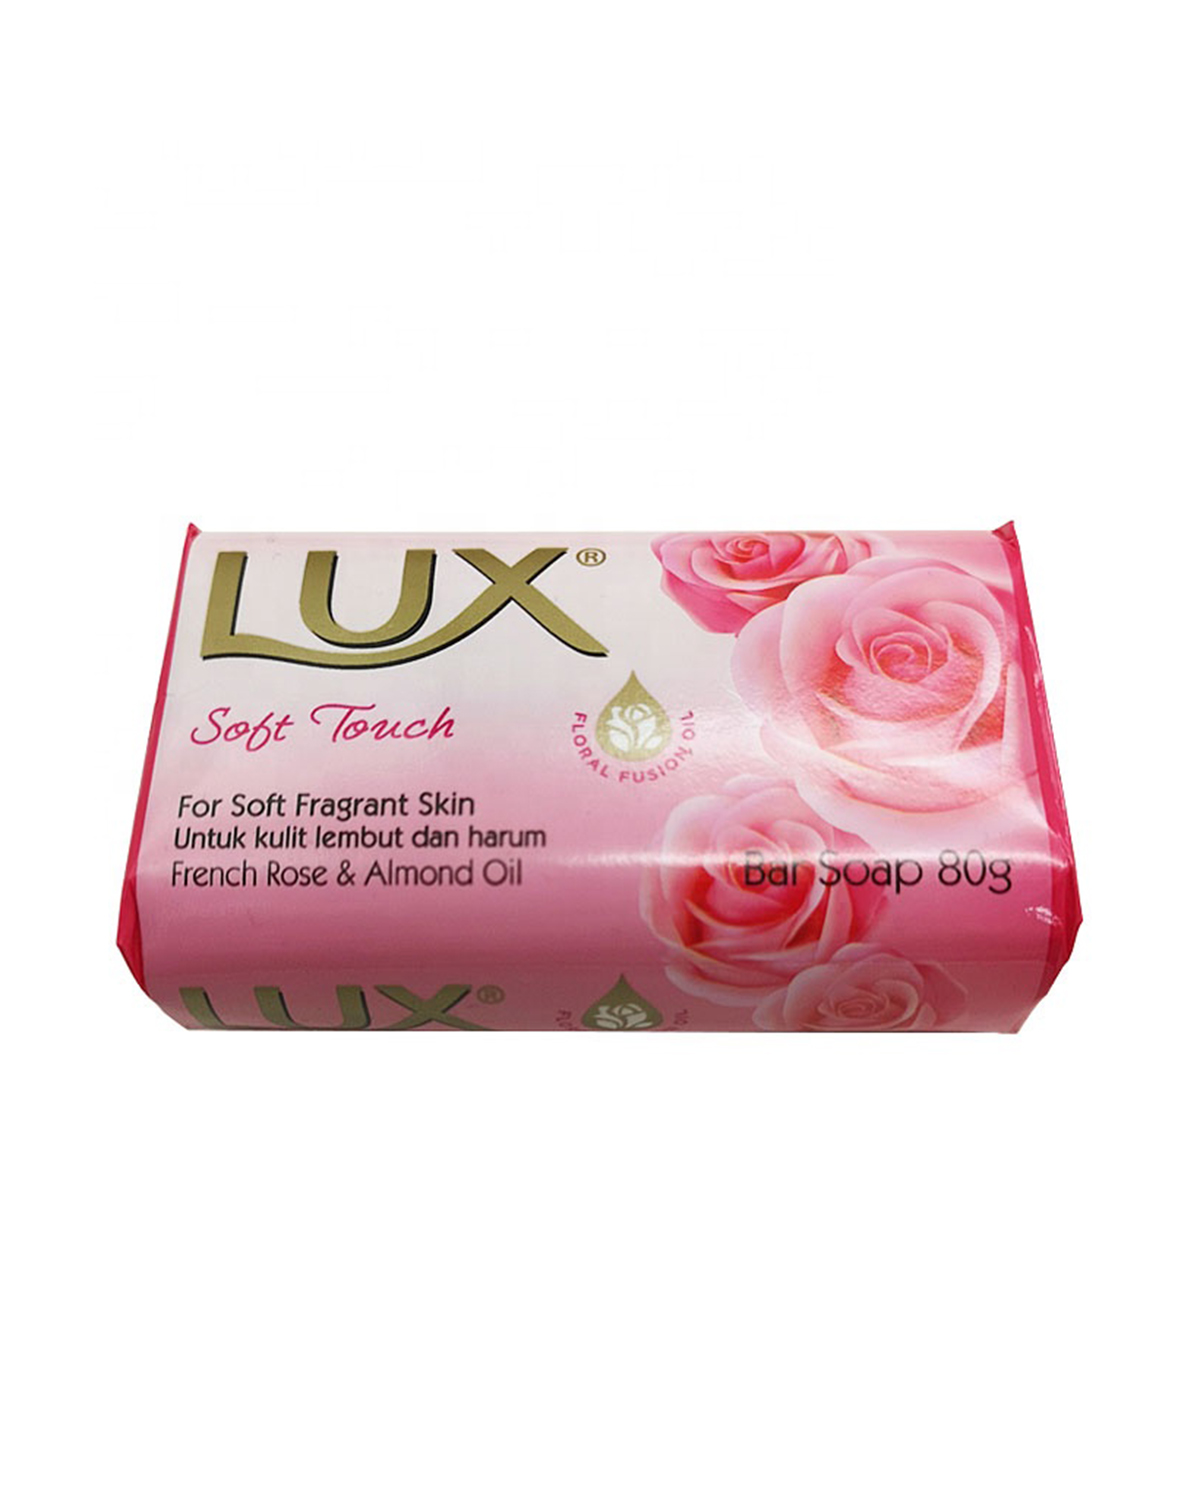 LUX®
Soft Touch
FLORAL FUSION OIL
For Soft Fragrant Skin
Untuk kulit lembut dan harum
French Rose & Almond Oil
Bar Soap 80g
LUX®